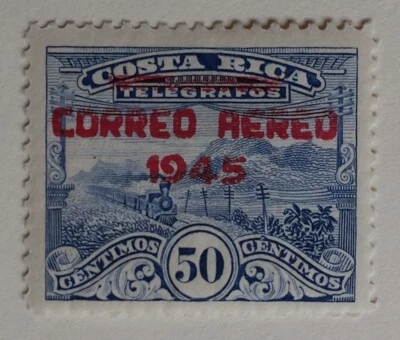 COSTA RICA
TELEGRAFOS
CORREO AEREO
1945
CENTIMOS 50 CENTIMOS